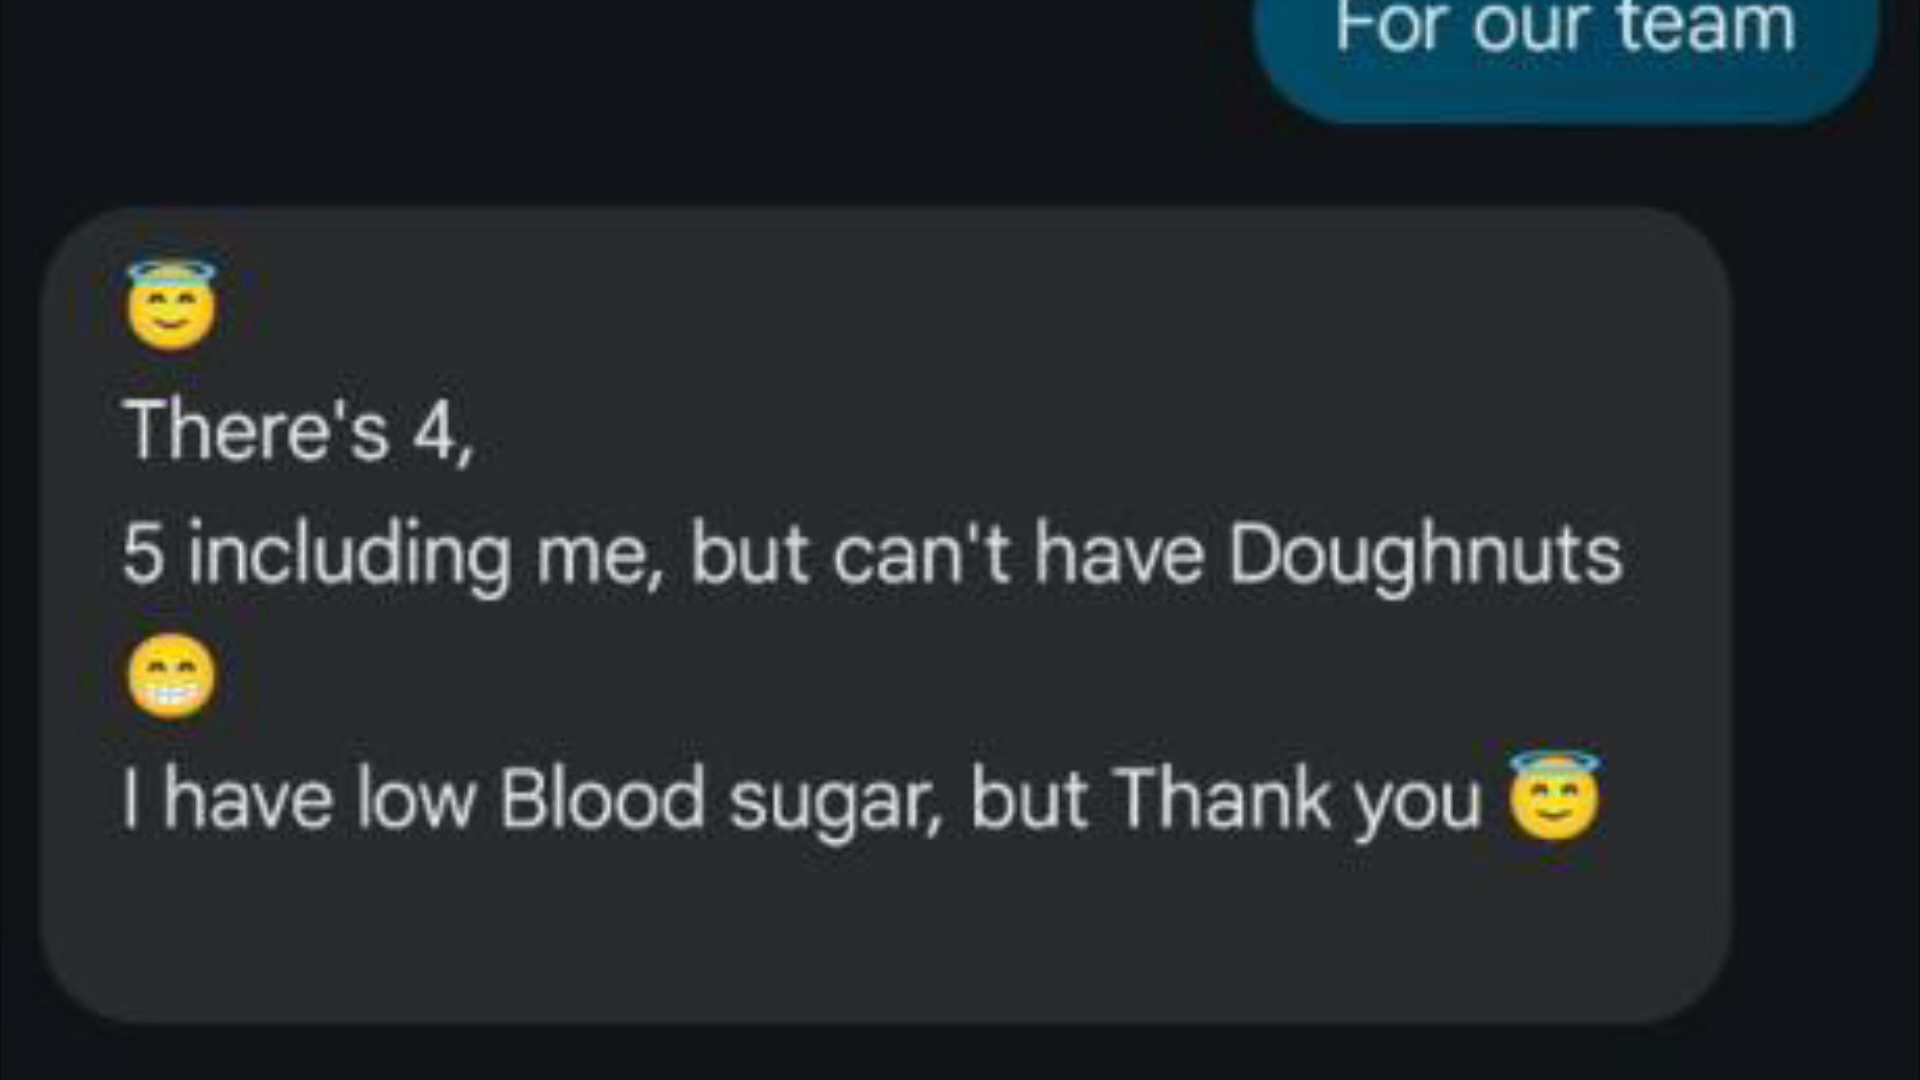 For our team
😇
There's 4,
5 including me, but can't have Doughnuts
😁
I have low Blood sugar, but Thank you 😇